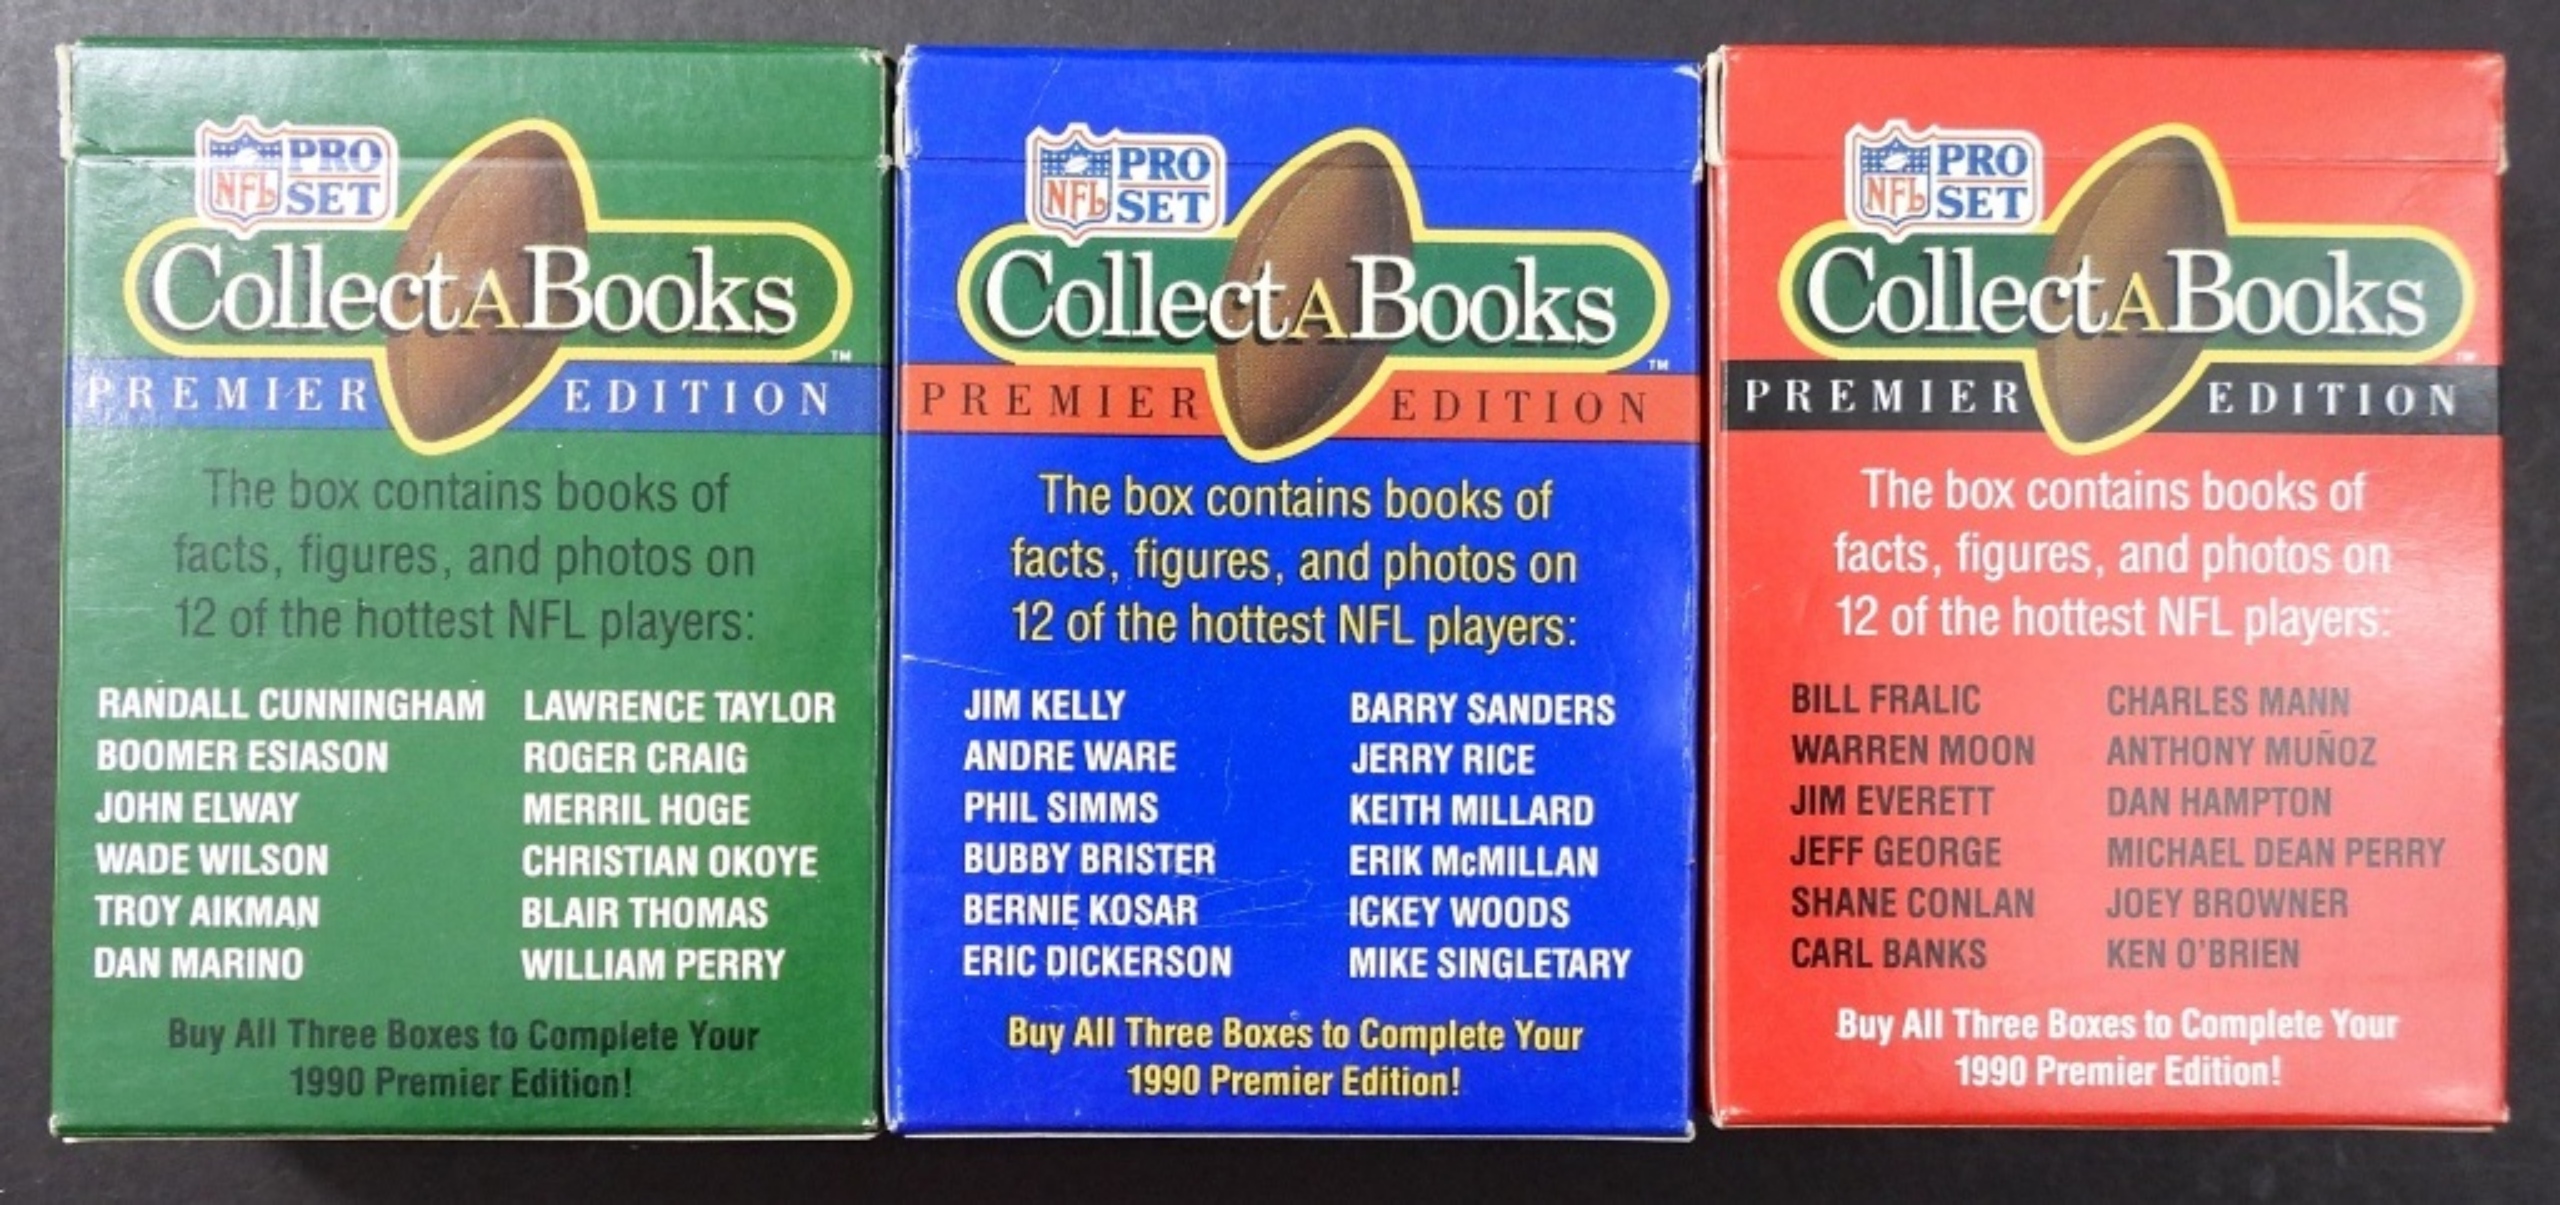 NFL PRO SET
CollectABooks™
PREMIER EDITION
The box contains books of
facts, figures, and photos on
12 of the hottest NFL players:
RANDALL CUNNINGHAM LAWRENCE TAYLOR
BOOMER ESIASON ROGER CRAIG
JOHN ELWAY MERRIL HOGE
WADE WILSON CHRISTIAN OKOYE
TROY AIKMAN BLAIR THOMAS
DAN MARINO WILLIAM PERRY
Buy All Three Boxes to Complete Your
1990 Premier Edition!
NFL PRO SET
CollectABooks™
PREMIER EDITION
The box contains books of
facts, figures, and photos on
12 of the hottest NFL players:
JIM KELLY BARRY SANDERS
ANDRE WARE JERRY RICE
PHIL SIMMS KEITH MILLARD
BUBBY BRISTER ERIK McMILLAN
BERNIE KOSAR ICKEY WOODS
ERIC DICKERSON MIKE SINGLETARY
Buy All Three Boxes to Complete Your
1990 Premier Edition!
NFL PRO SET
CollectABooks™
PREMIER EDITION
The box contains books of
facts, figures, and photos on
12 of the hottest NFL players:
BILL FRALIC CHARLES MANN
WARREN MOON ANTHONY MUÑOZ
JIM EVERETT DAN HAMPTON
JEFF GEORGE MICHAEL DEAN PERRY
SHANE CONLAN JOEY BROWNER
CARL BANKS KEN O'BRIEN
Buy All Three Boxes to Complete Your
1990 Premier Edition!